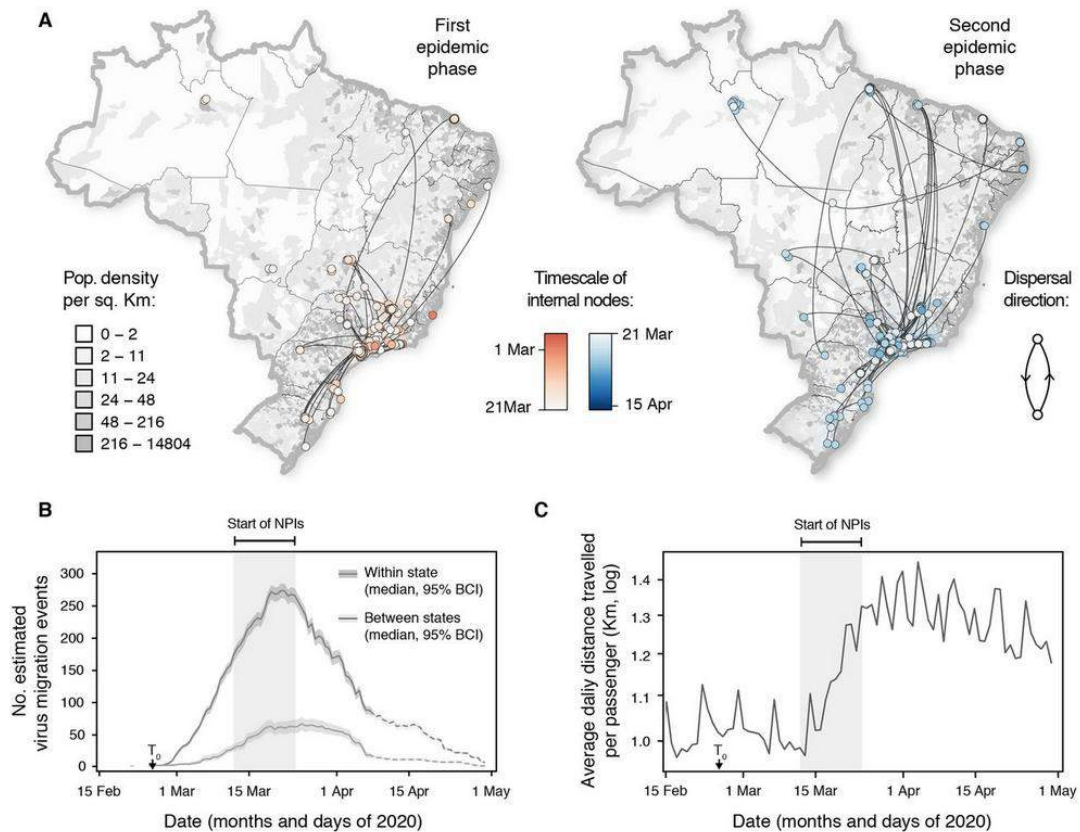 A
First
epidemic
phase
Second
epidemic
phase
Pop. density
per sq. Km:
0 – 2
2 – 11
11 – 24
24 – 48
48 – 216
216 – 14804
Timescale of
internal nodes:
1 Mar
21Mar
21 Mar
15 Apr
Dispersal
direction:
B
Start of NPIs
No. estimated
virus migration events
300
250
200
150
100
50
0
Within state
(median, 95% BCI)
Between states
(median, 95% BCI)
T0
15 Feb
1 Mar
15 Mar
1 Apr
15 Apr
1 May
Date (months and days of 2020)
C
Start of NPIs
Average daliy distance travelled
per passenger (Km, log)
1.4
1.3
1.2
1.1
1.0
T0
15 Feb
1 Mar
15 Mar
1 Apr
15 Apr
1 May
Date (months and days of 2020)